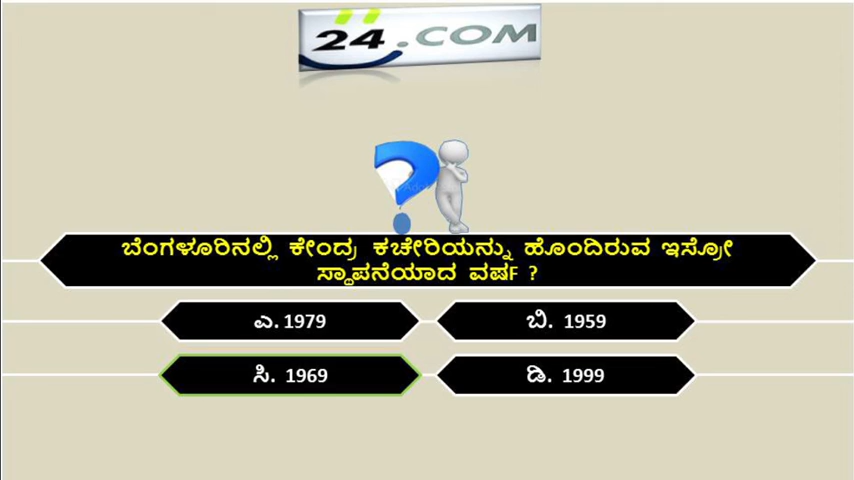 24.COM
ಬೆಂಗಳೂರಿನಲ್ಲಿ ಕೇಂದ್ರ ಕಚೇರಿಯನ್ನು ಹೊಂದಿರುವ ಇಸ್ರೋ
ಸ್ಥಾಪನೆಯಾದ ವರ್ಷ ?
ಎ. 1979
ಬಿ. 1959
ಸಿ. 1969
ಡಿ. 1999